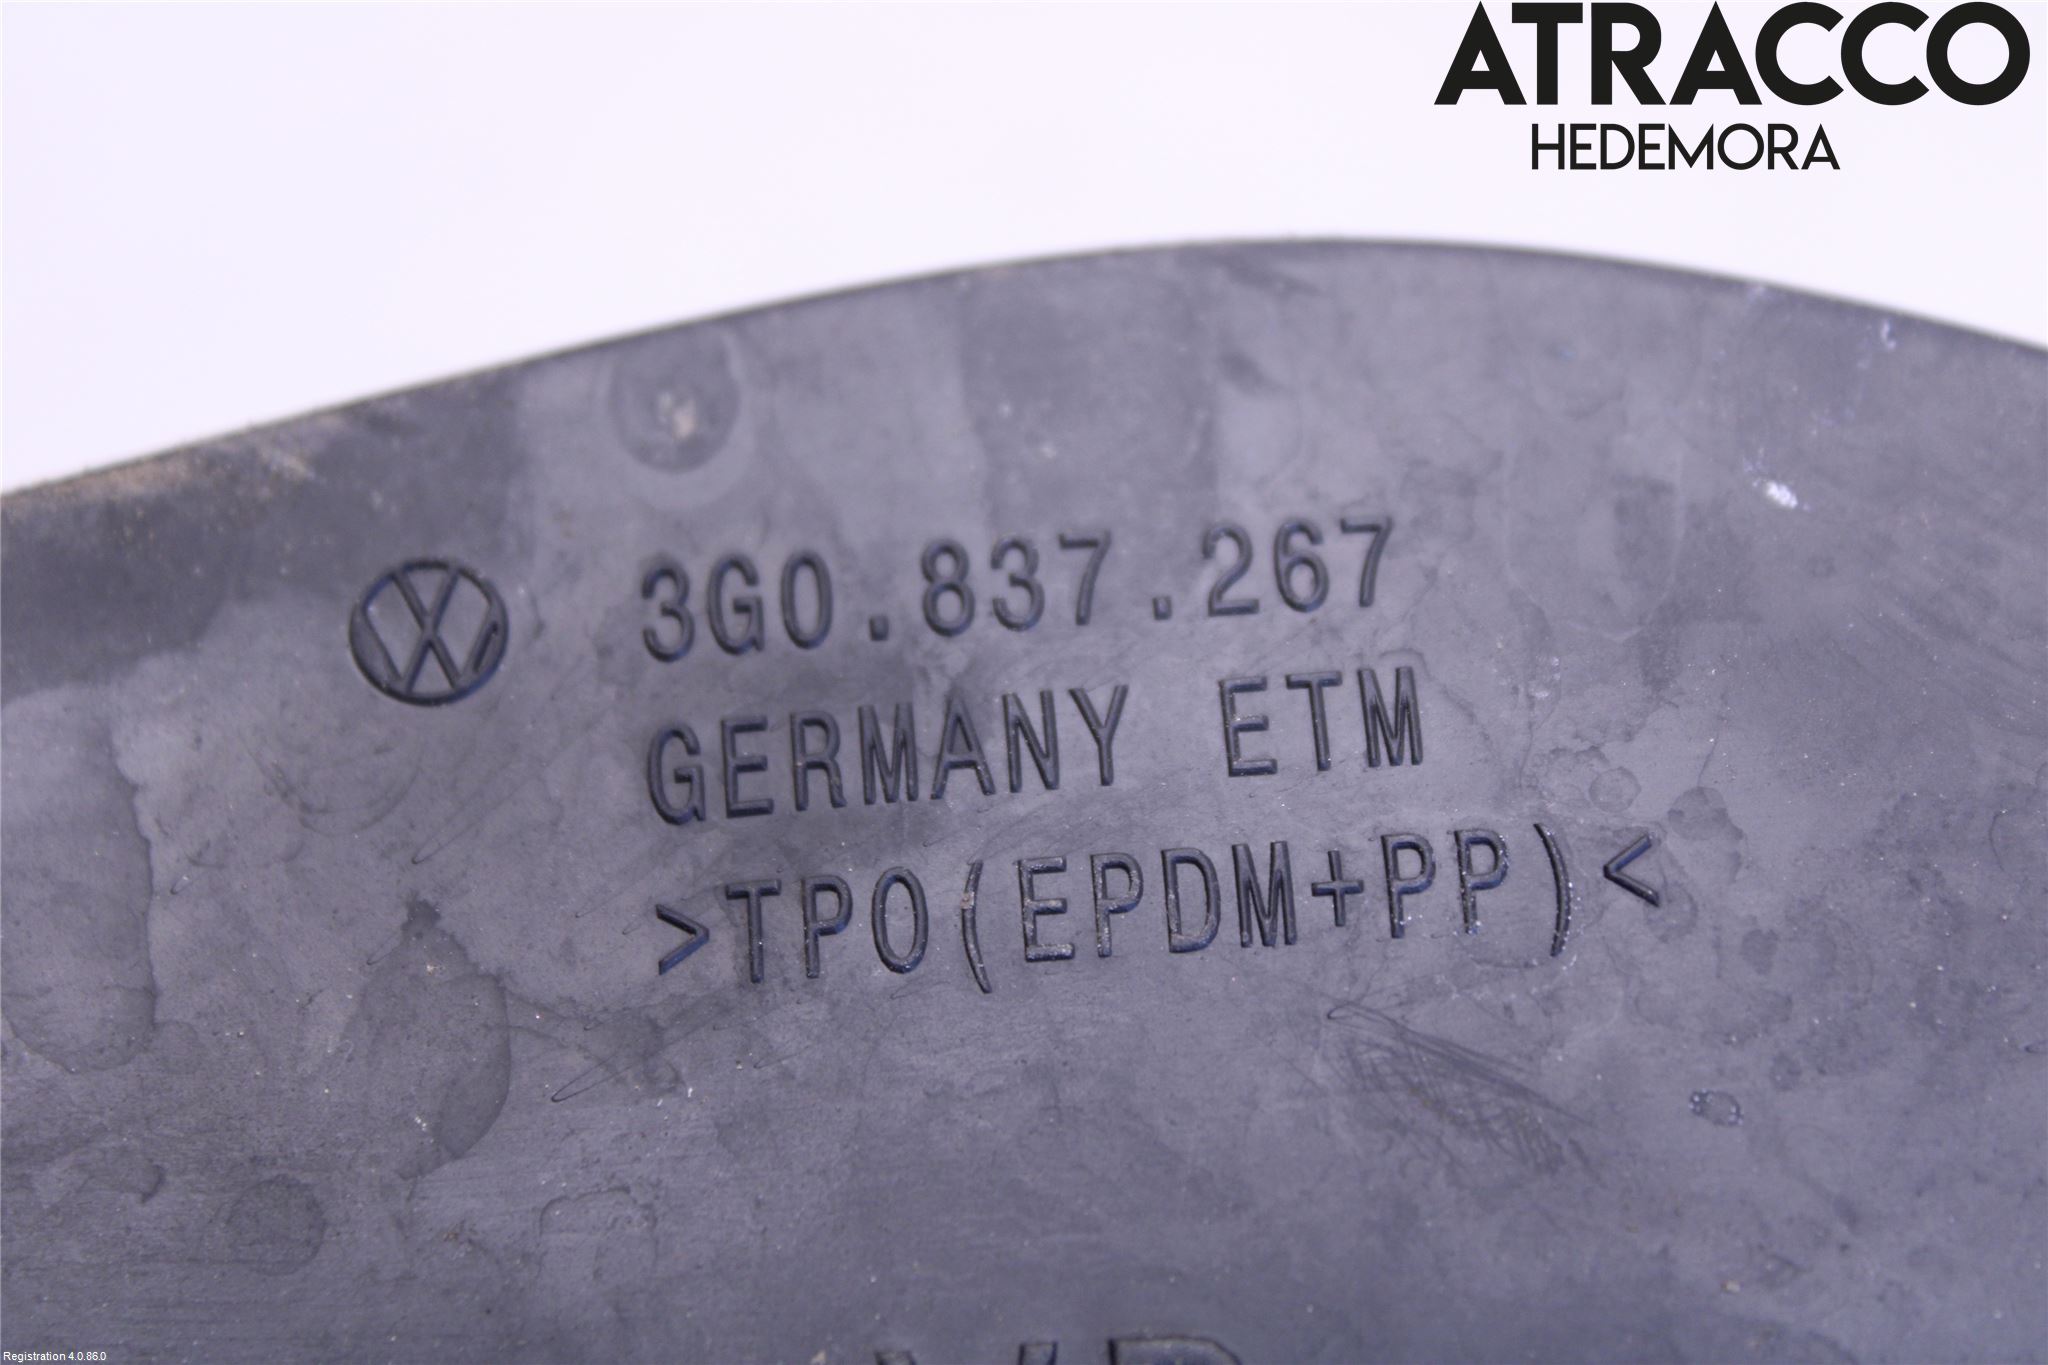 ATRACCO
HEDEMORA
3G0.837.267
GERMANY ETM
>TPO(EPDM+PP)<
Registration 4.0.86.0